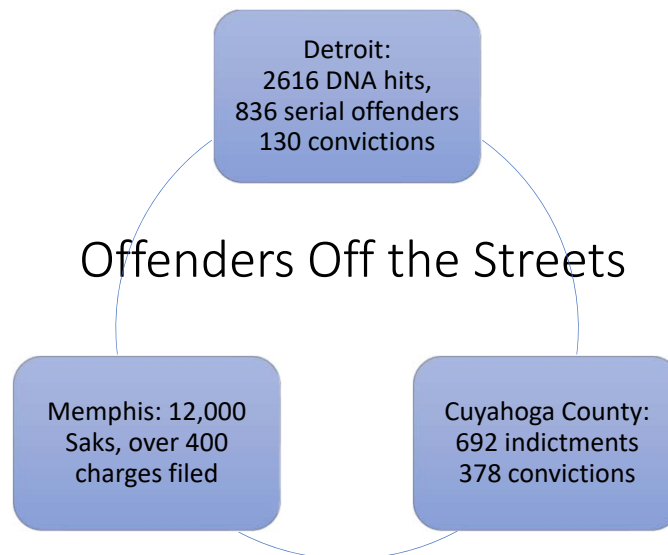 Detroit:
2616 DNA hits,
836 serial offenders
130 convictions
Offenders Off the Streets
Memphis: 12,000
Saks, over 400
charges filed
Cuyahoga County:
692 indictments
378 convictions